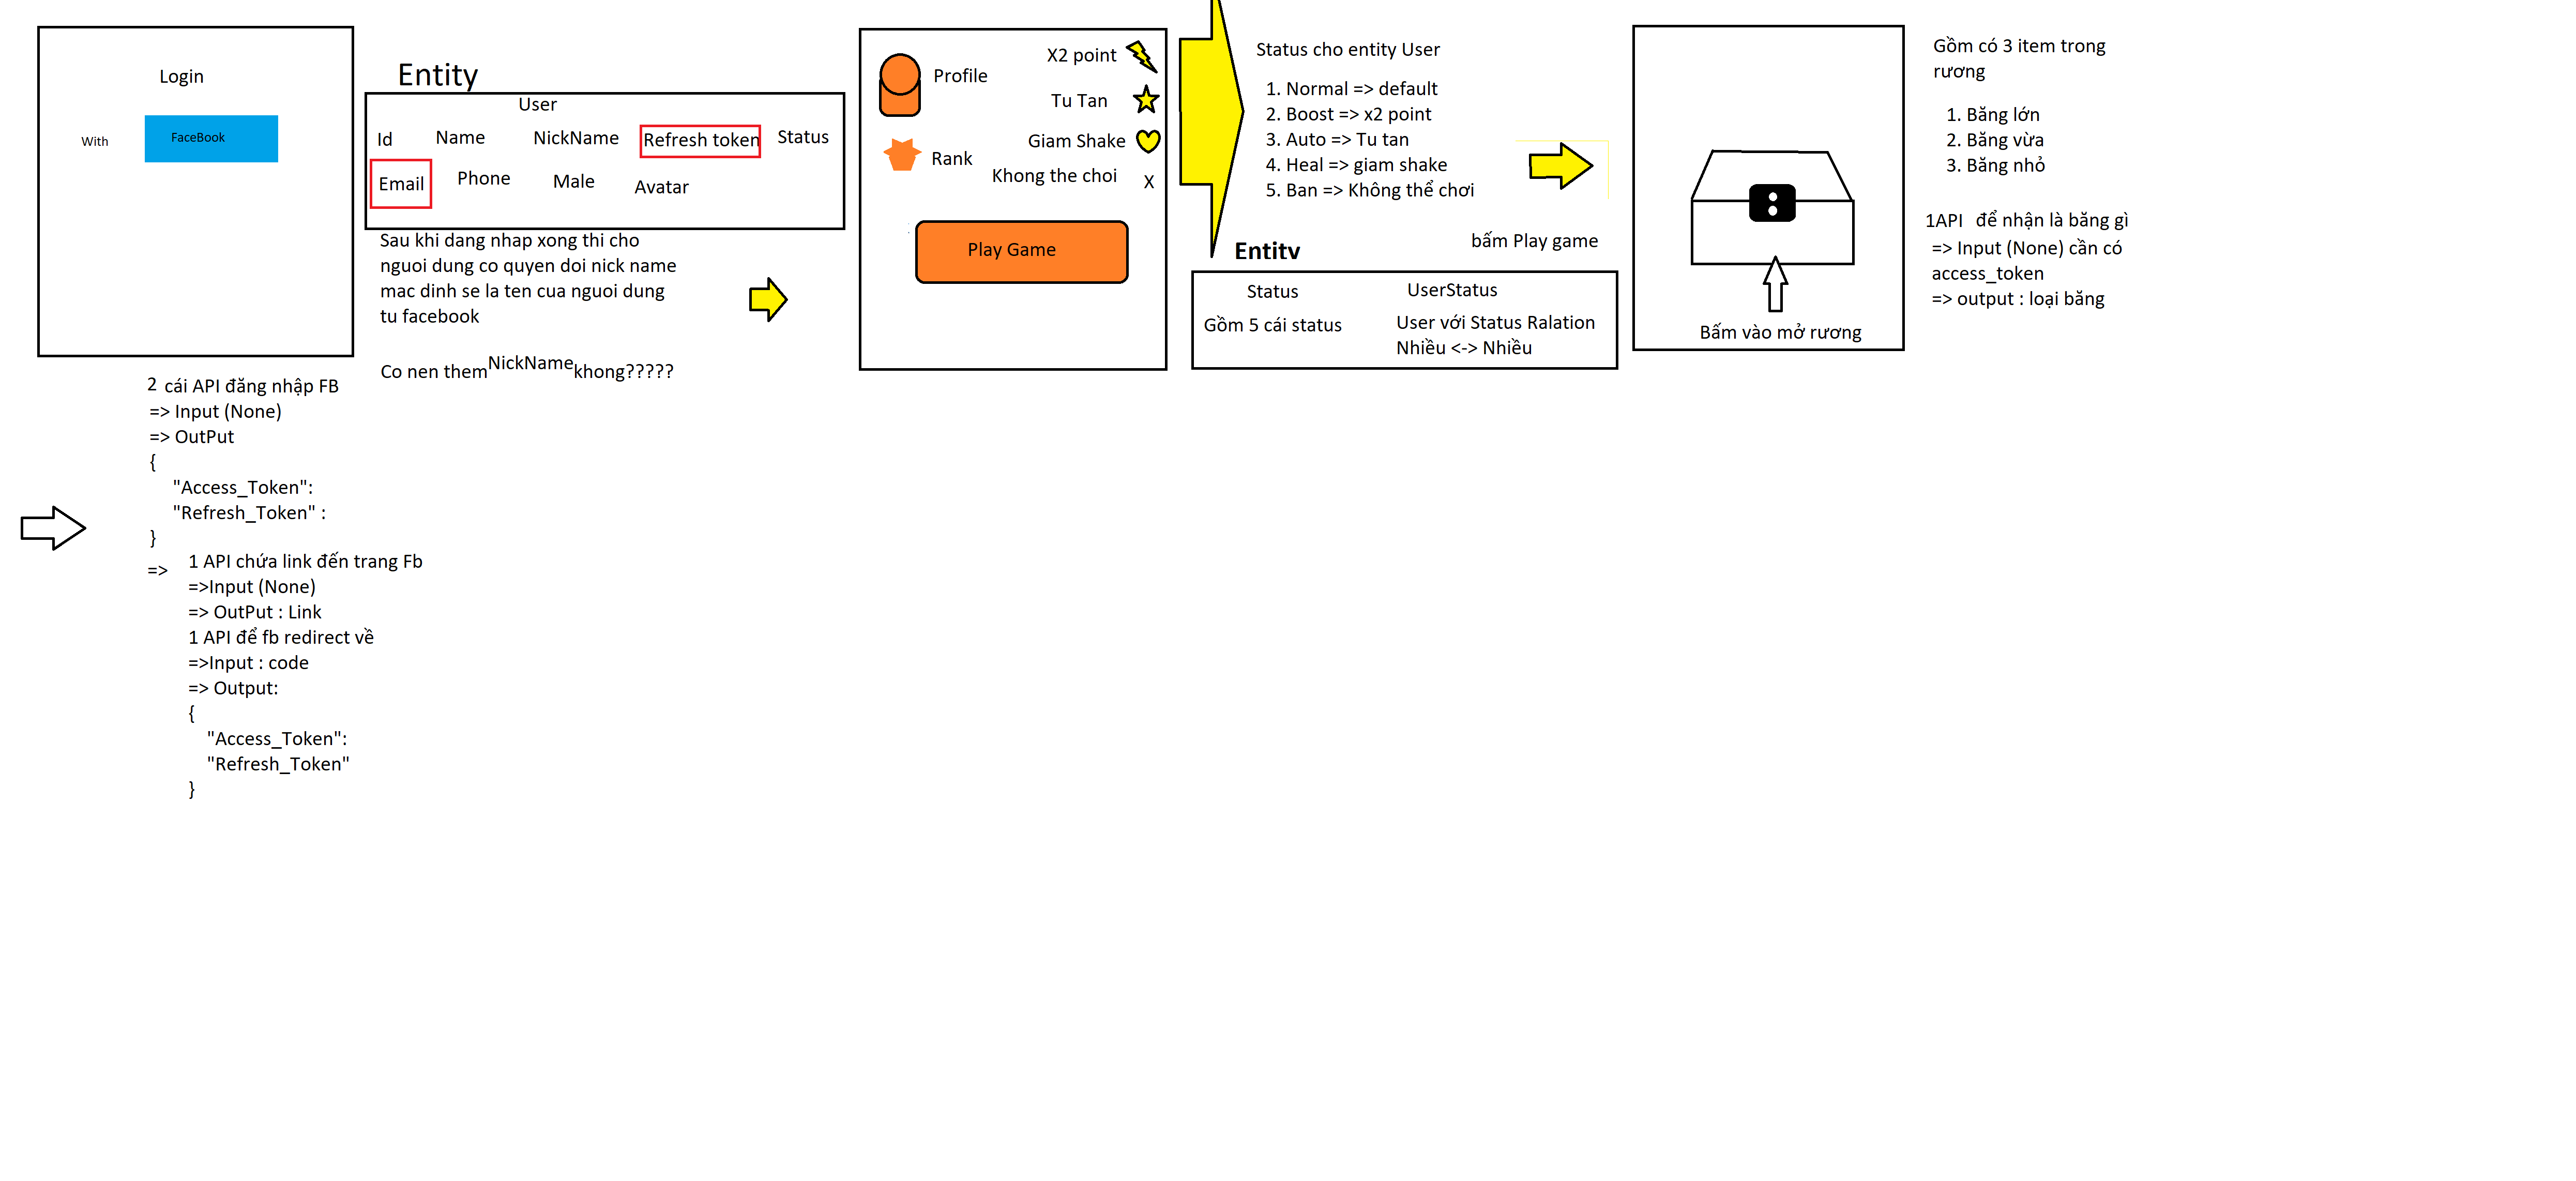 Login
With
FaceBook
Entity
User
Id
Name
NickName
Refresh token
Status
Email
Phone
Male
Avatar
Sau khi dang nhap xong thi cho
nguoi dung co quyen doi nick name
mac dinh se la ten cua nguoi dung
tu facebook
Co nen them NickName khong?????
2 cái API đăng nhập FB
=> Input (None)
=> OutPut
{
"Access_Token":
"Refresh_Token" :
}
=>
1 API chứa link đến trang Fb
=>Input (None)
=> OutPut : Link
1 API để fb redirect về
=>Input : code
=> Output:
{
"Access_Token":
"Refresh_Token"
}
Profile
Rank
X2 point
Tu Tan
Giam Shake
Khong the choi
X
Play Game
Status cho entity User
1. Normal => default
2. Boost => x2 point
3. Auto => Tu tan
4. Heal => giam shake
5. Ban => Không thể chơi
bấm Play game
Entity
Status
Gồm 5 cái status
UserStatus
User với Status Ralation
Nhiều <-> Nhiều
Bấm vào mở rương
Gồm có 3 item trong
rương
1. Băng lớn
2. Băng vừa
3. Băng nhỏ
1API để nhận là băng gì
=> Input (None) cần có
access_token
=> output : loại băng